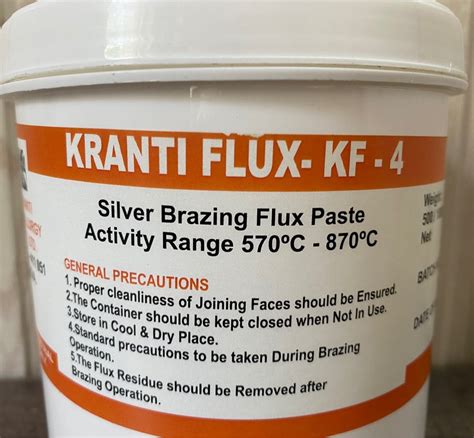 KRANTI FLUX- KF - 4
Silver Brazing Flux Paste
Activity Range 570ºC - 870ºC
GENERAL PRECAUTIONS
1. Proper cleanliness of Joining Faces should be Ensured.
2.The Container should be kept closed when Not In Use.
3.Store in Cool & Dry Place.
4.Standard precautions to be taken During Brazing
Operation.
5.The Flux Residue should be Removed after
Brazing Operation.
Net